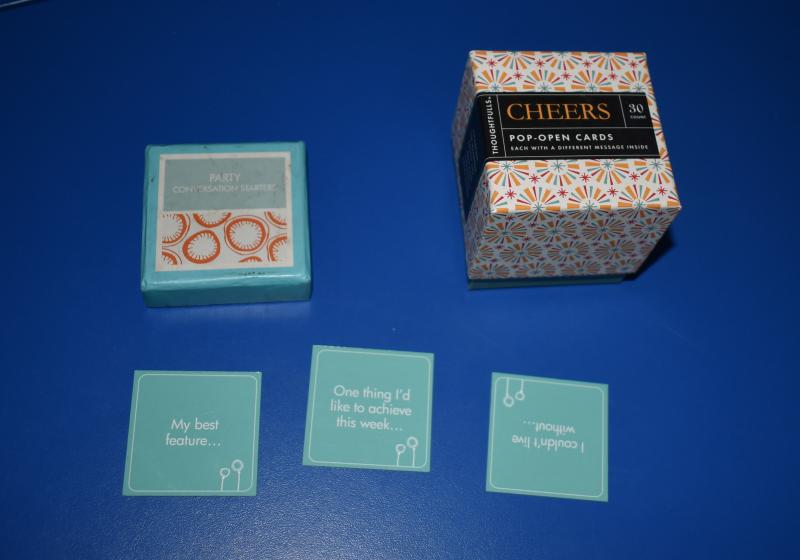 PARTY
CONVERSATION STARTERS
THOUGHTFULLS
CHEERS
30
COUNT
POP-OPEN CARDS
EACH WITH A DIFFERENT MESSAGE INSIDE
My best
feature...
One thing I'd
like to achieve
this week...
I couldn't live
without...